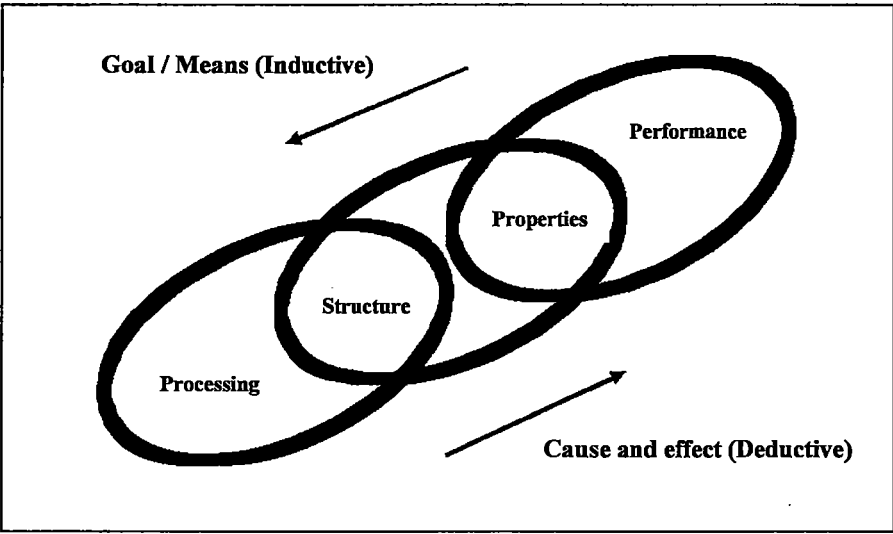 Goal / Means (Inductive)
Performance
Properties
Structure
Processing
Cause and effect (Deductive)